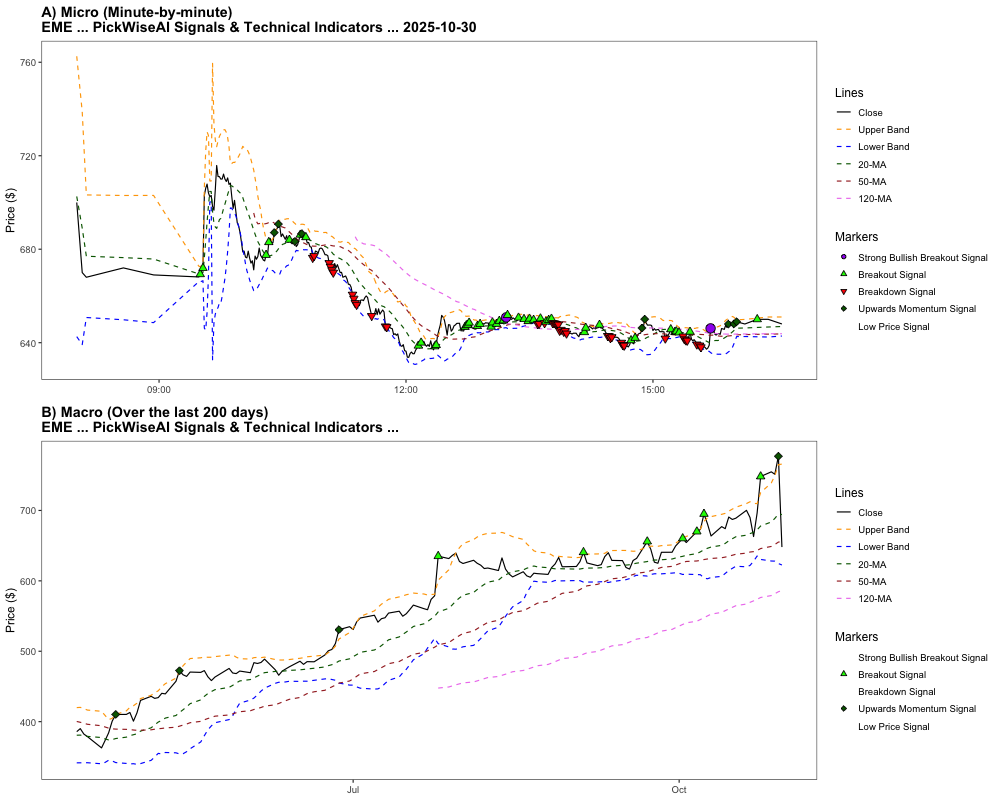 A) Micro (Minute-by-minute)
EME ... PickWiseAI Signals & Technical Indicators ... 2025-10-30
Price ($)
760
720
680
640
09:00
12:00
15:00
Lines
Close
Upper Band
Lower Band
20-MA
50-MA
120-MA
Markers
Strong Bullish Breakout Signal
Breakout Signal
Breakdown Signal
Upwards Momentum Signal
Low Price Signal
B) Macro (Over the last 200 days)
EME ... PickWiseAI Signals & Technical Indicators ...
Price ($)
700
600
500
400
Jul
Oct
Lines
Close
Upper Band
Lower Band
20-MA
50-MA
120-MA
Markers
Strong Bullish Breakout Signal
Breakout Signal
Breakdown Signal
Upwards Momentum Signal
Low Price Signal